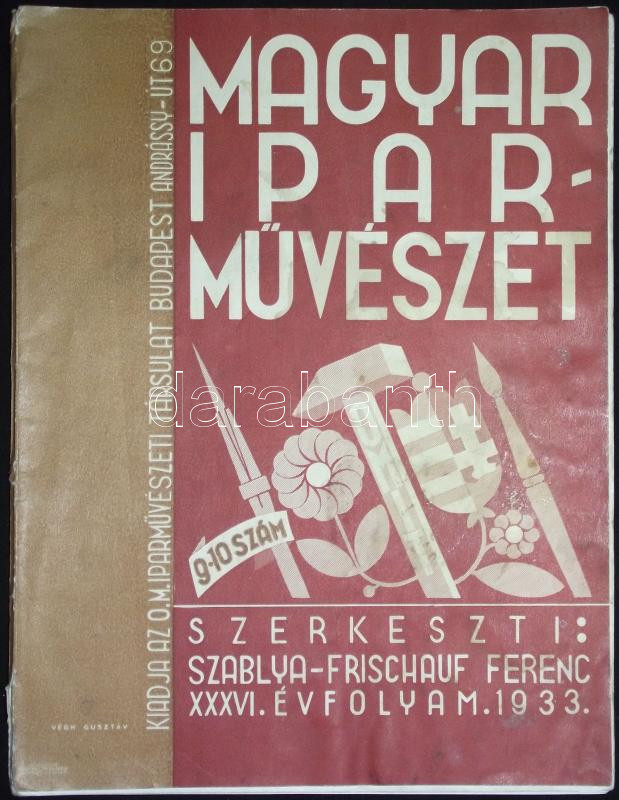 MAGYAR
IPAR-
MŰVÉSZET
KIADJA AZ O.M.IPARMŰVÉSZETI TÁRSULAT BUDAPEST ANDRÁSSY-ÚT 69
darabanth
9-10 SZÁM
SZERKESZTI:
SZABLYA-FRISCHAUF FERENC
XXXVI. ÉVFOLYAM. 1933.
VÉGH GUSZTÁV